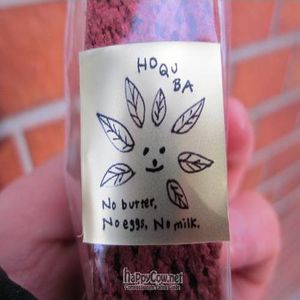 HOQU
BA
No butter,
No eggs, No milk.
HappyCow.net